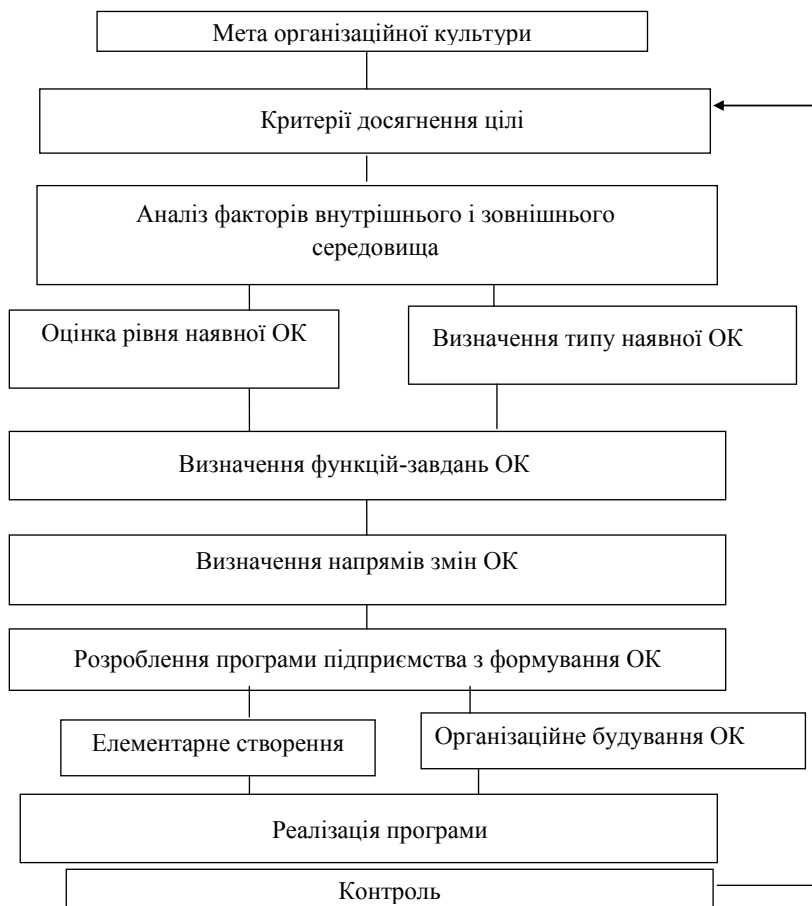 Мета організаційної культури
Критерії досягнення цілі
Аналіз факторів внутрішнього і зовнішнього
середовища
Оцінка рівня наявної ОК
Визначення типу наявної ОК
Визначення функцій-завдань ОК
Визначення напрямів змін ОК
Розроблення програми підприємства з формування ОК
Елементарне створення
Організаційне будування ОК
Реалізація програми
Контроль